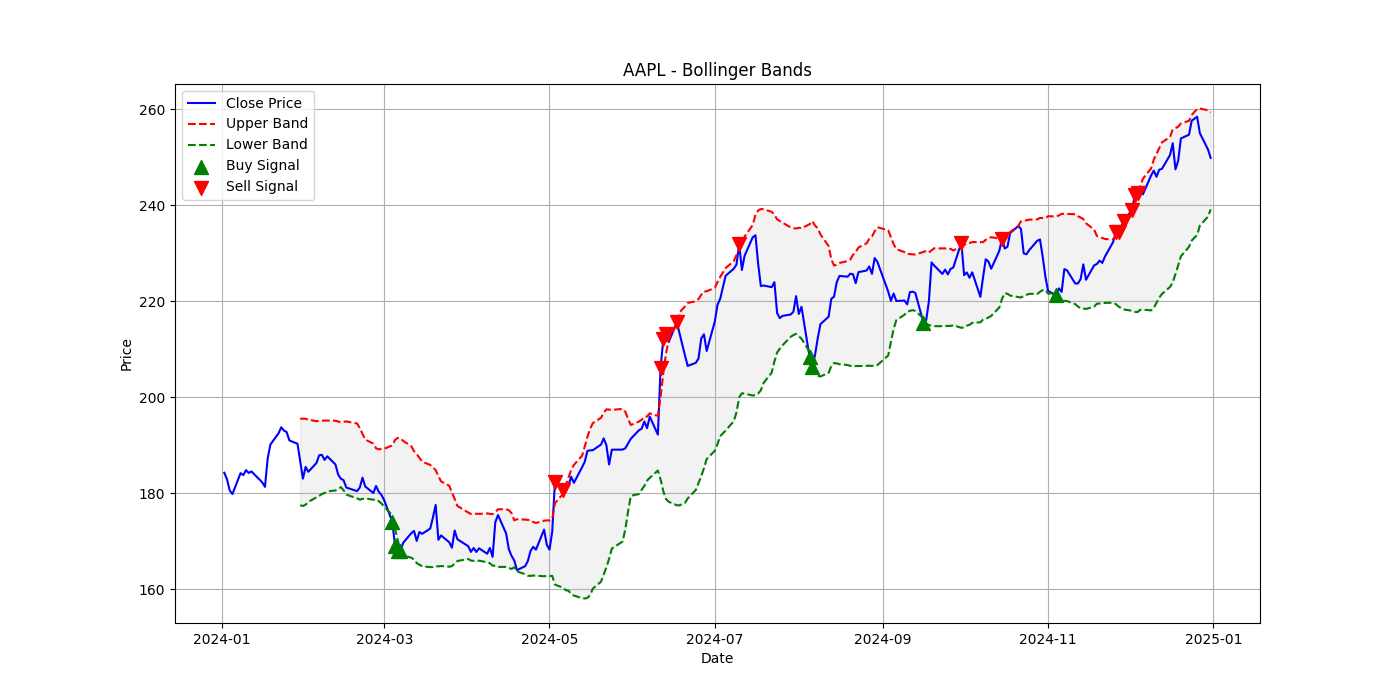 AAPL - Bollinger Bands
Close Price
Upper Band
Lower Band
Buy Signal
Sell Signal
260
240
220
200
180
160
Price
2024-01 2024-03 2024-05 2024-07 2024-09 2024-11 2025-01
Date